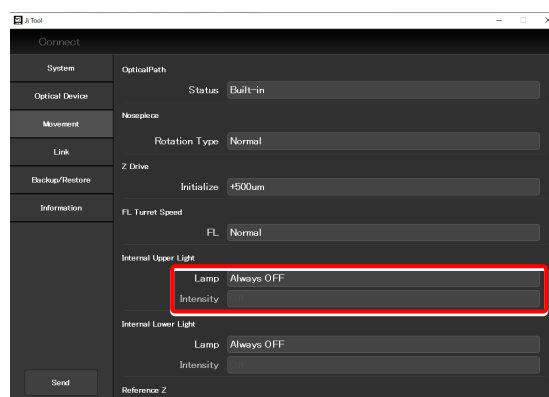 Ji Tool
Connect
System
Optical Device
Movement
Link
Backup/Restore
Information
Send
OpticalPath
Status Built-in
Nosepiece
Rotation Type Normal
Z Drive
Initialize +500um
FL Turret Speed
FL Normal
Internal Upper Light
Lamp Always OFF
Intensity
Internal Lower Light
Lamp Always OFF
Intensity
Reference Z